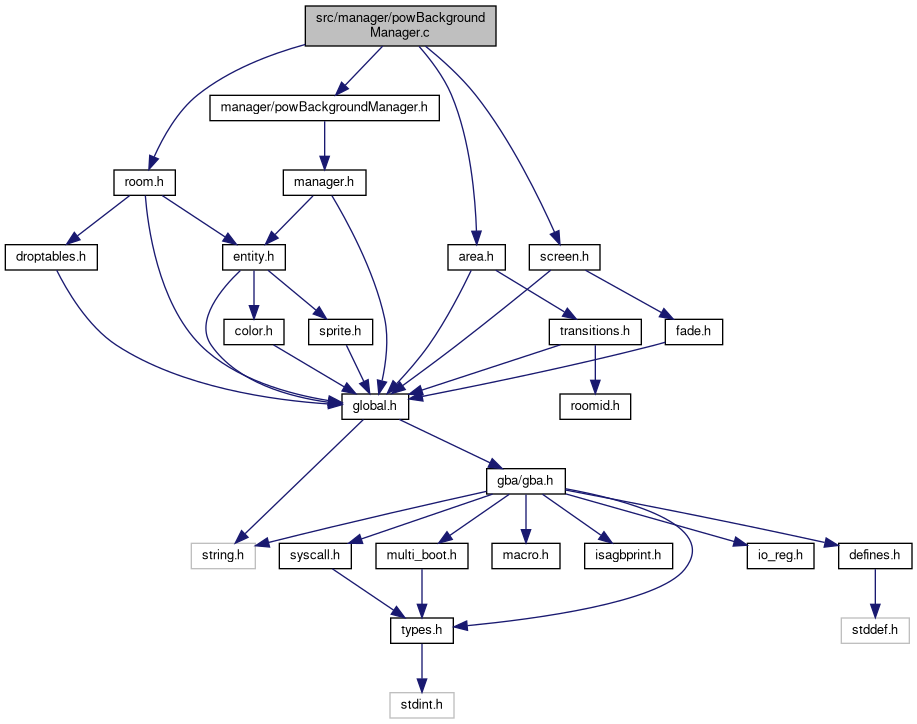 src/manager/powBackground
Manager.c
manager/powBackgroundManager.h
room.h
manager.h
droptables.h
entity.h
area.h
screen.h
color.h
sprite.h
transitions.h
fade.h
global.h
roomid.h
gba/gba.h
string.h
syscall.h
multi_boot.h
macro.h
isagbprint.h
io_reg.h
defines.h
types.h
stddef.h
stdint.h